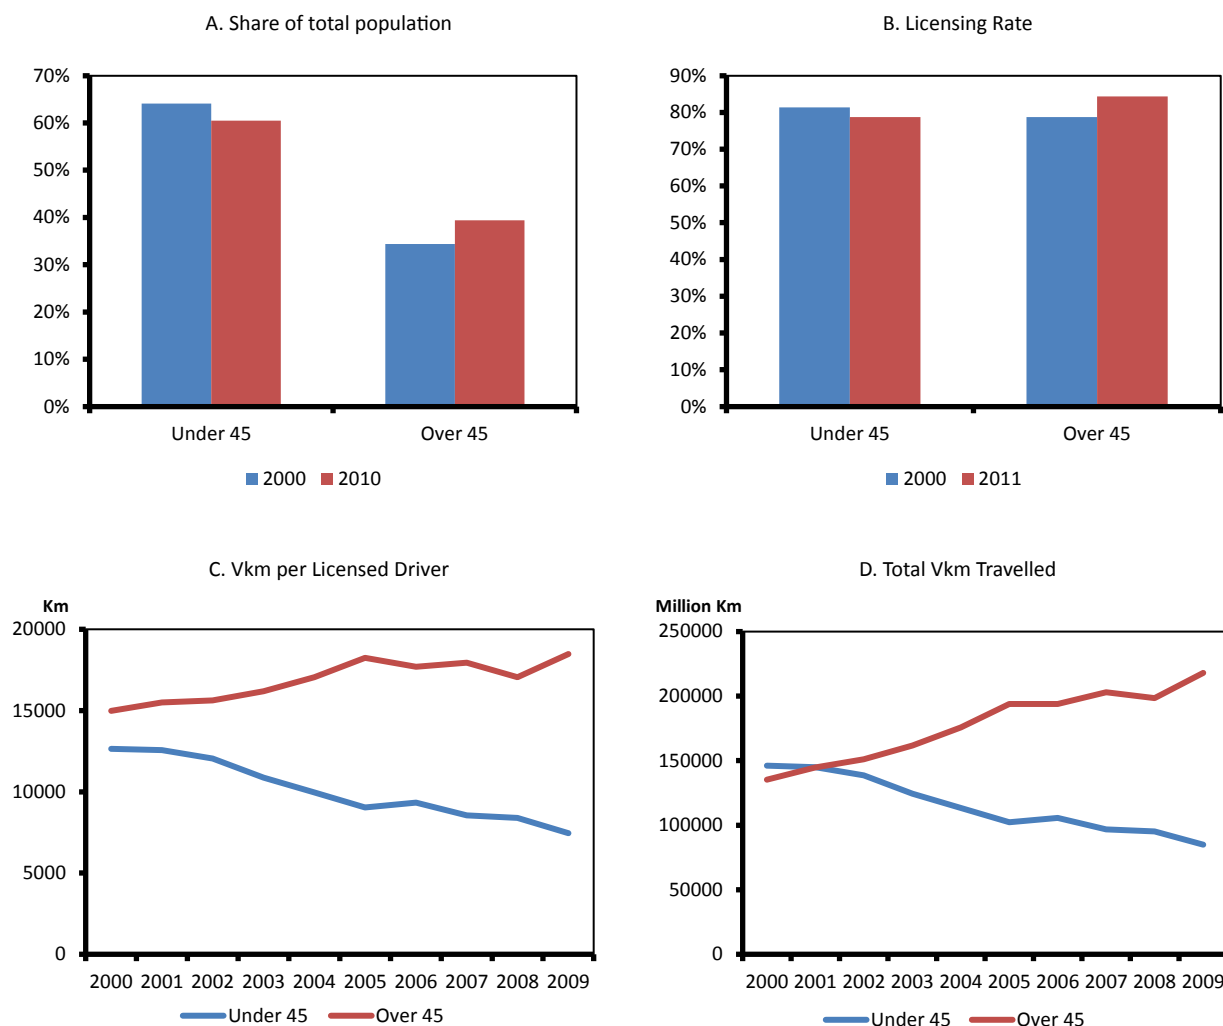 A. Share of total population
70%
60%
50%
40%
30%
20%
10%
0%
Under 45
Over 45
2000 2010
B. Licensing Rate
90%
80%
70%
60%
50%
40%
30%
20%
10%
0%
Under 45
Over 45
2000 2011
C. Vkm per Licensed Driver
Km
20000
15000
10000
5000
0
2000 2001 2002 2003 2004 2005 2006 2007 2008 2009
Under 45 Over 45
D. Total Vkm Travelled
Million Km
250000
200000
150000
100000
50000
0
2000 2001 2002 2003 2004 2005 2006 2007 2008 2009
Under 45 Over 45